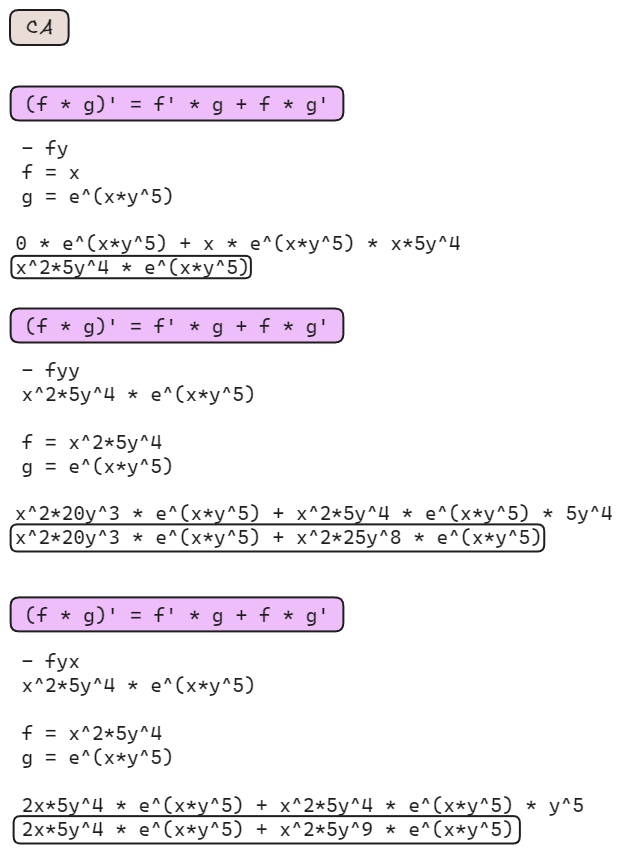 CA
(f * g)' = f' * g + f * g'
- fy
f = x
g = e^(x*y^5)
0 * e^(x*y^5) + x * e^(x*y^5) * x*5y^4
x^2*5y^4 * e^(x*y^5)
(f * g)' = f' * g + f * g'
- fyy
x^2*5y^4 * e^(x*y^5)
f = x^2*5y^4
g = e^(x*y^5)
x^2*20y^3 * e^(x*y^5) + x^2*5y^4 * e^(x*y^5) * 5y^4
x^2*20y^3 * e^(x*y^5) + x^2*25y^8 * e^(x*y^5)
(f * g)' = f' * g + f * g'
- fyx
x^2*5y^4 * e^(x*y^5)
f = x^2*5y^4
g = e^(x*y^5)
2x*5y^4 * e^(x*y^5) + x^2*5y^4 * e^(x*y^5) * y^5
2x*5y^4 * e^(x*y^5) + x^2*5y^9 * e^(x*y^5)